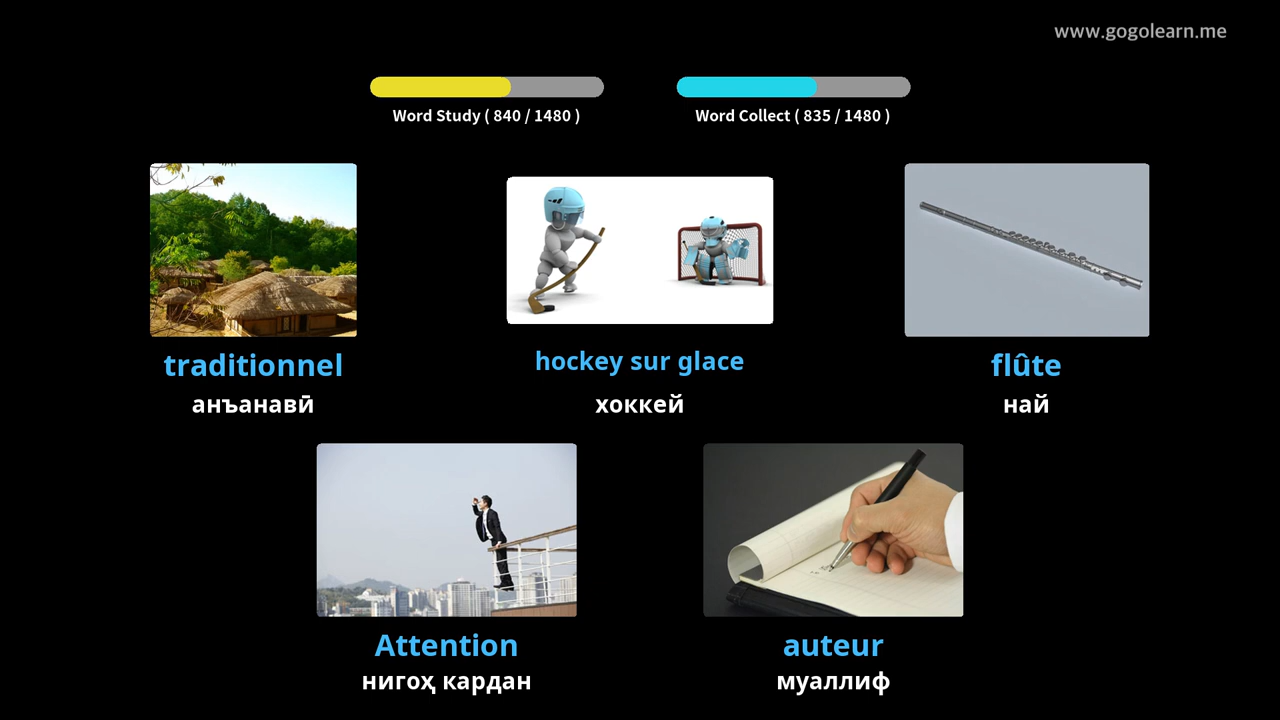 www.gogolearn.me
Word Study ( 840 / 1480 )
Word Collect ( 835 / 1480 )
traditionnel
анъанавӣ
hockey sur glace
хоккей
flûte
най
Attention
нигоҳ кардан
auteur
муаллиф